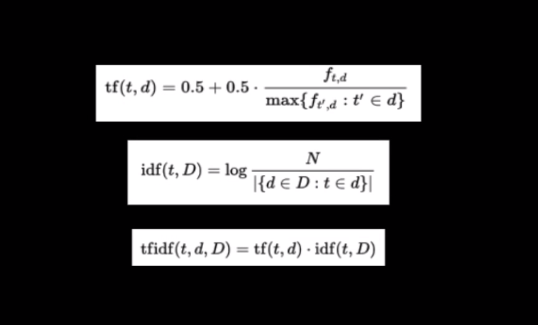 tf(t, d) = 0.5 + 0.5 · f_{t,d} / max{f_{t',d} : t' ∈ d}
idf(t, D) = log N / |{d ∈ D : t ∈ d}|
tfidf(t, d, D) = tf(t, d) · idf(t, D)